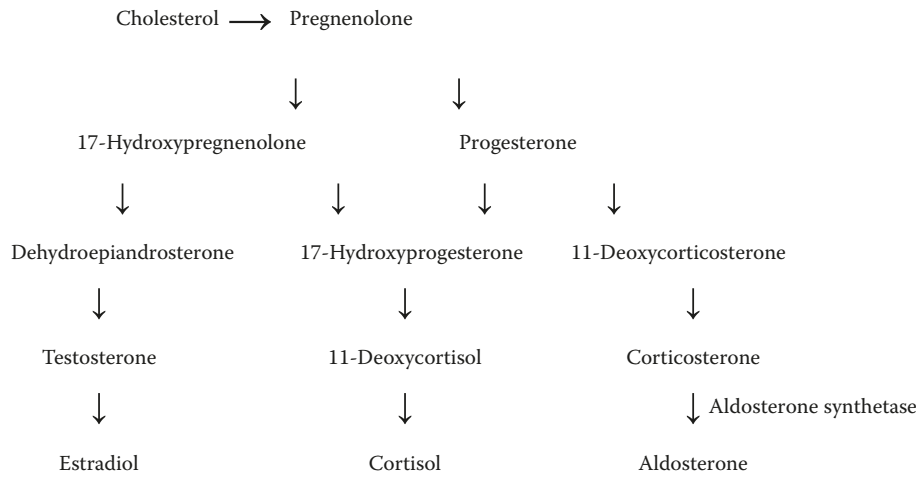 Cholesterol → Pregnenolone
↓ ↓
17-Hydroxypregnenolone Progesterone
↓ ↓ ↓ ↓
Dehydroepiandrosterone 17-Hydroxyprogesterone 11-Deoxycorticosterone
↓ ↓ ↓
Testosterone 11-Deoxycortisol Corticosterone
↓ ↓ ↓ Aldosterone synthetase
Estradiol Cortisol Aldosterone